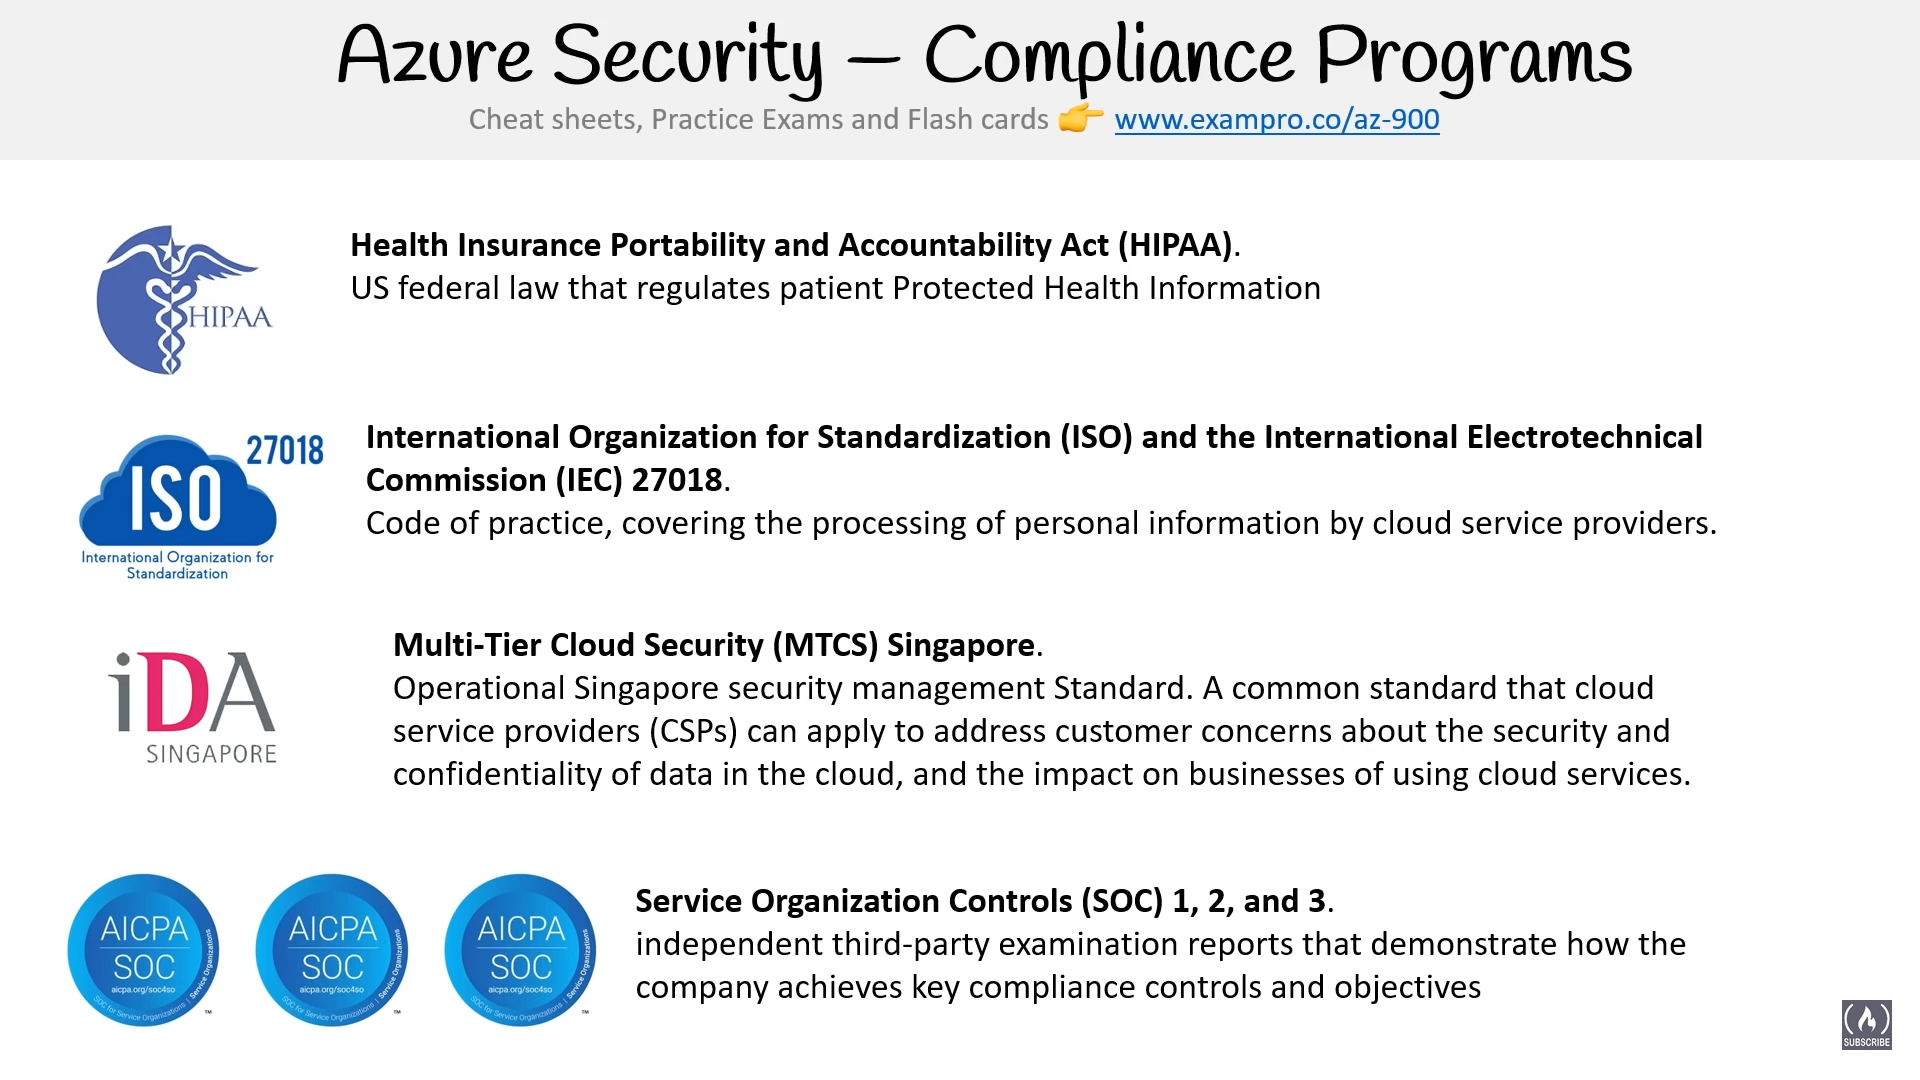 Azure Security — Compliance Programs
Cheat sheets, Practice Exams and Flash cards 👉 www.exampro.co/az-900
HIPAA
Health Insurance Portability and Accountability Act (HIPAA).
US federal law that regulates patient Protected Health Information
27018
ISO
International Organization for
Standardization
International Organization for Standardization (ISO) and the International Electrotechnical
Commission (IEC) 27018.
Code of practice, covering the processing of personal information by cloud service providers.
iDA
SINGAPORE
Multi-Tier Cloud Security (MTCS) Singapore.
Operational Singapore security management Standard. A common standard that cloud
service providers (CSPs) can apply to address customer concerns about the security and
confidentiality of data in the cloud, and the impact on businesses of using cloud services.
AICPA
SOC
aicpa.org/soc4so
SOC for Service Organizations | Service Organizations
TM
AICPA
SOC
aicpa.org/soc4so
SOC for Service Organizations | Service Organizations
TM
AICPA
SOC
aicpa.org/soc4so
SOC for Service Organizations | Service Organizations
TM
Service Organization Controls (SOC) 1, 2, and 3.
independent third-party examination reports that demonstrate how the
company achieves key compliance controls and objectives
SUBSCRIBE